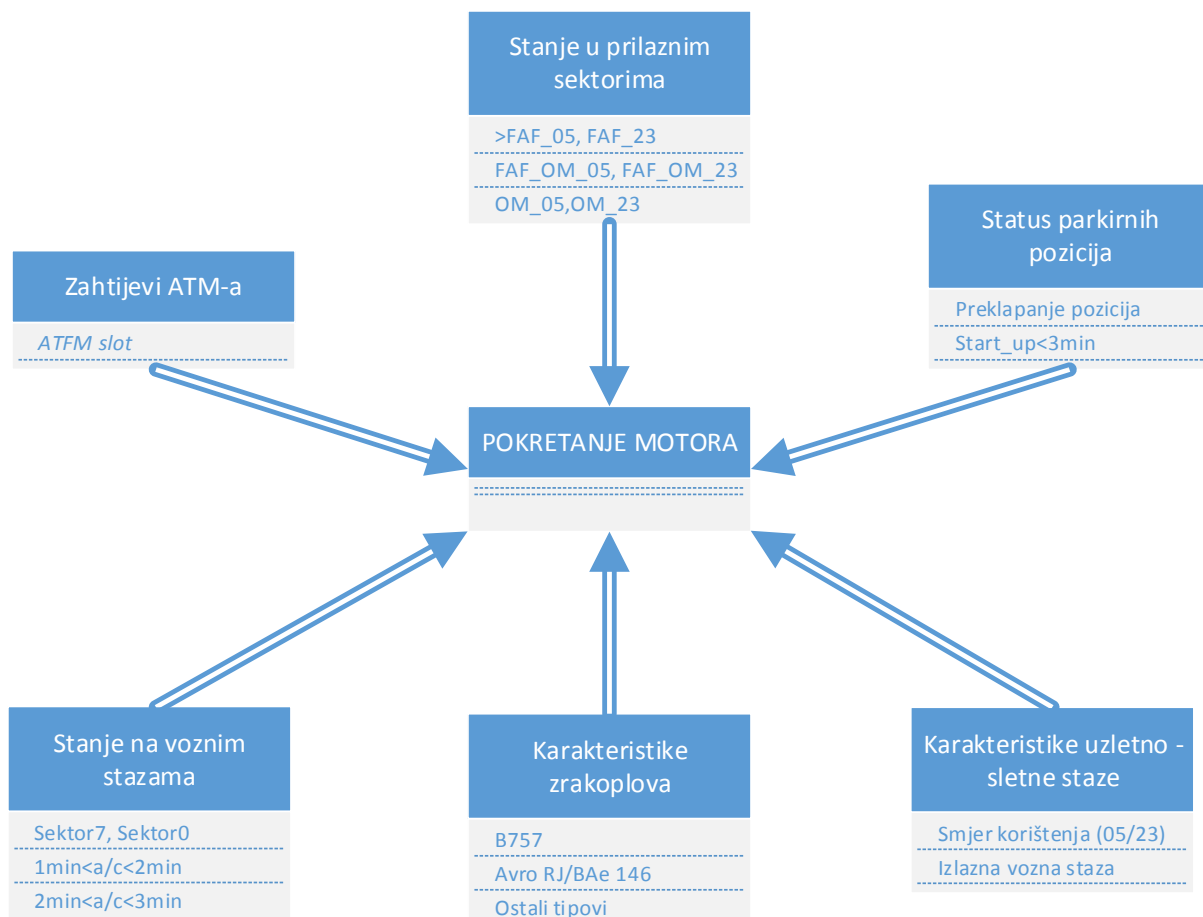 Stanje u prilaznim
sektorima
>FAF_05, FAF_23
FAF_OM_05, FAF_OM_23
OM_05,OM_23
Status parkirnih
pozicija
Preklapanje pozicija
Start_up<3min
Zahtijevi ATM-a
ATFM slot
POKRETANJE MOTORA
Stanje na voznim
stazama
Sektor7, Sektor0
1min<a/c<2min
2min<a/c<3min
Karakteristike
zrakoplova
B757
Avro RJ/BAe 146
Ostali tipovi
Karakteristike uzletno -
sletne staze
Smjer korištenja (05/23)
Izlazna vozna staza